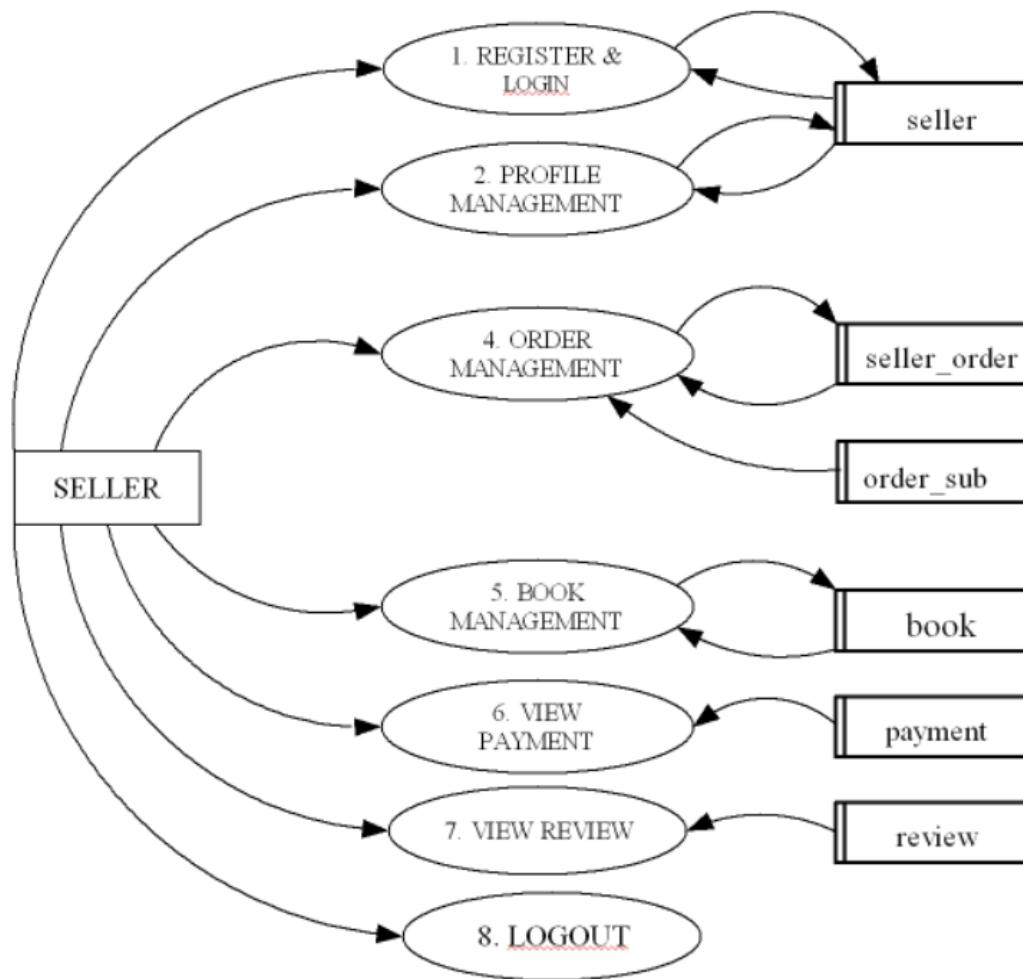 1. REGISTER &
LOGIN
seller
2. PROFILE
MANAGEMENT
4. ORDER
MANAGEMENT
seller_order
order_sub
SELLER
5. BOOK
MANAGEMENT
book
6. VIEW
PAYMENT
payment
7. VIEW REVIEW
review
8. LOGOUT